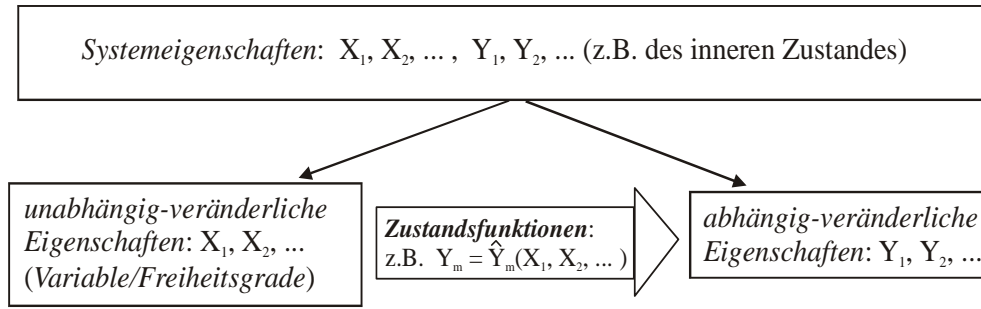 Systemeigenschaften: X₁, X₂, ... , Y₁, Y₂, ... (z.B. des inneren Zustandes)
unabhängig-veränderliche
Eigenschaften: X₁, X₂, ...
(Variable/Freiheitsgrade)
Zustandsfunktionen:
z.B. Yₘ = Ŷₘ(X₁, X₂, ... )
abhängig-veränderliche
Eigenschaften: Y₁, Y₂, ...